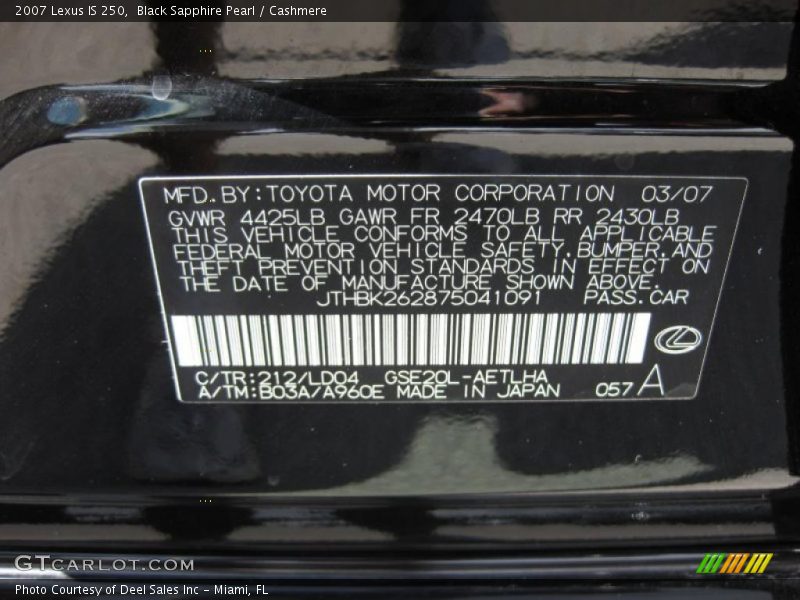 2007 Lexus IS 250, Black Sapphire Pearl / Cashmere
MFD. BY: TOYOTA MOTOR CORPORATION 03/07
GVWR 4425LB GAWR FR 2470LB RR 2430LB
THIS VEHICLE CONFORMS TO ALL APPLICABLE
FEDERAL MOTOR VEHICLE SAFETY, BUMPER, AND
THEFT PREVENTION STANDARDS IN EFFECT ON
THE DATE OF MANUFACTURE SHOWN ABOVE.
JTHBK262875041091 PASS. CAR
C/TR: 212/LD04 GSE20L-AETLHA
A/TM: B03A/A960E MADE IN JAPAN 057 A
GTCARLOT.COM
Photo Courtesy of Deel Sales Inc – Miami, FL